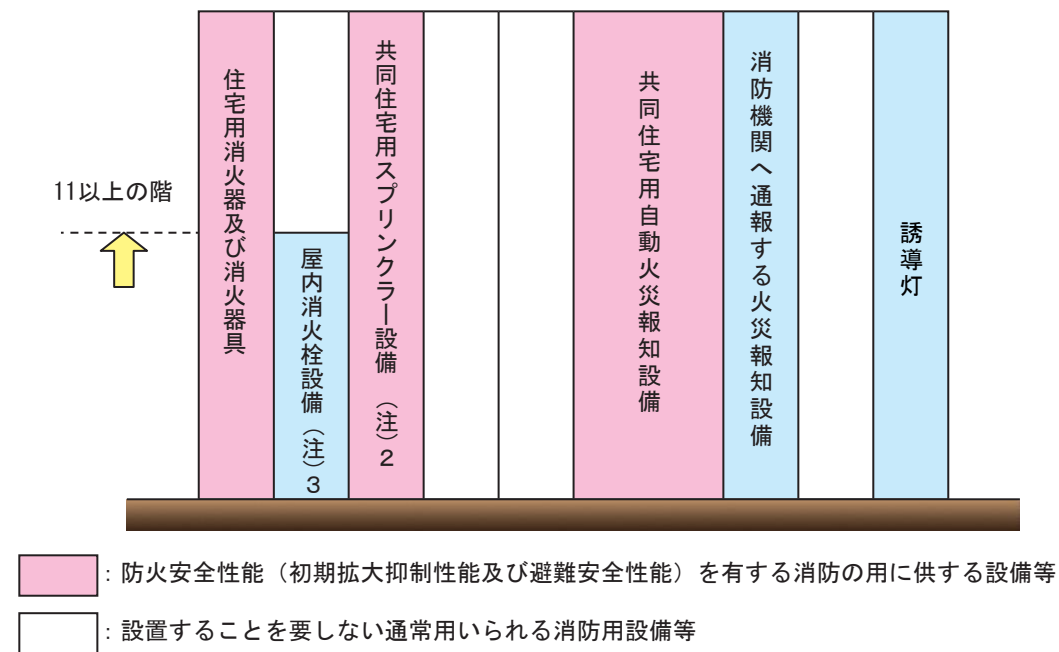 11以上の階
住宅用消火器及び消火器具
屋内消火栓設備（注）3
共同住宅用スプリンクラー設備（注）2
共同住宅用自動火災報知設備
消防機関へ通報する火災報知設備
誘導灯
：防火安全性能（初期拡大抑制性能及び避難安全性能）を有する消防の用に供する設備等
：設置することを要しない通常用いられる消防用設備等